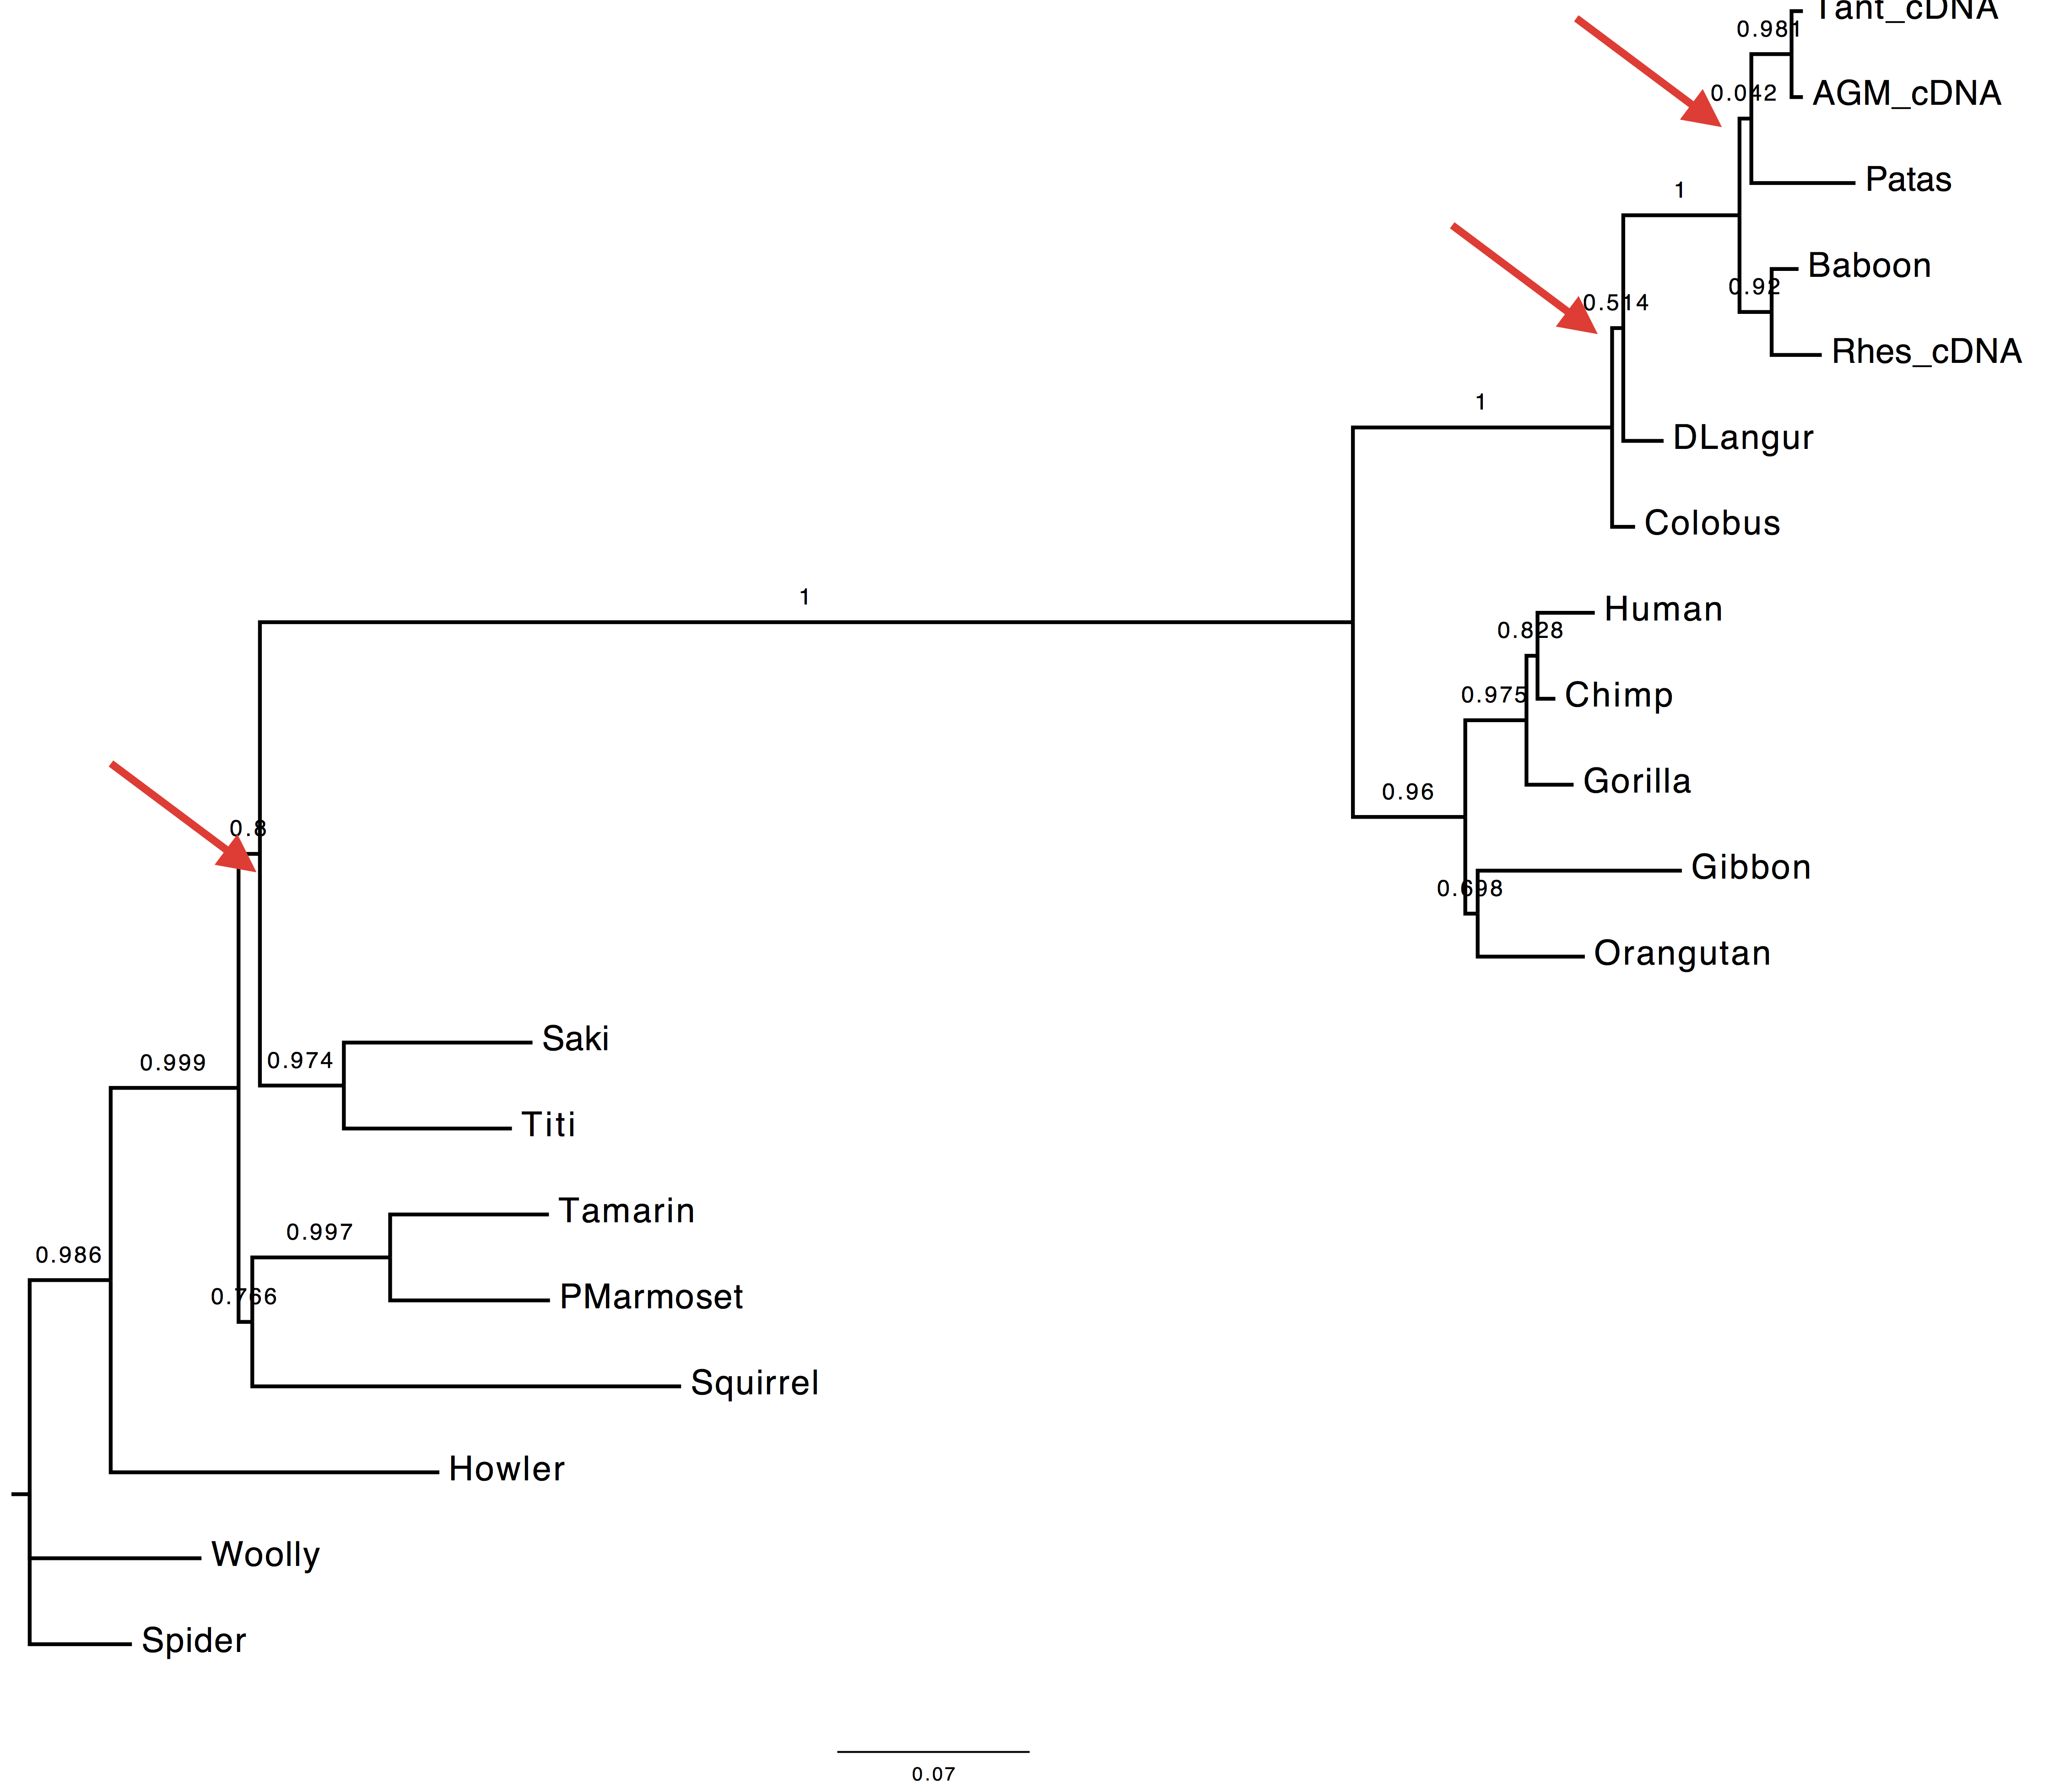 Tant_cDNA
0.981
0.042
AGM_cDNA
Patas
1
Baboon
0.92
0.514
Rhes_cDNA
1
DLangur
Colobus
1
Human
0.828
0.975
Chimp
Gorilla
0.96
0.8
Gibbon
0.698
Orangutan
Saki
0.999
0.974
Titi
Tamarin
0.997
0.986
0.766
PMarmoset
Squirrel
Howler
Woolly
Spider
0.07